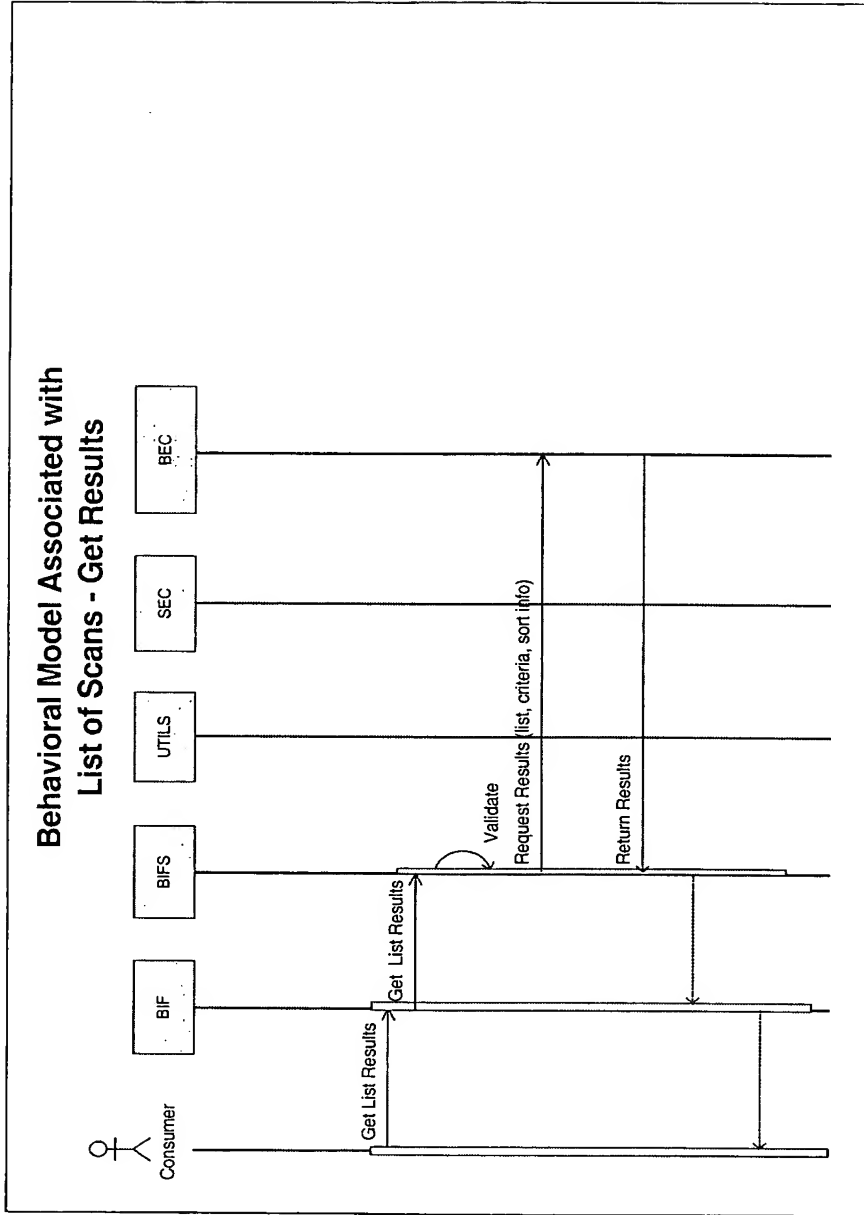 Behavioral Model Associated with
List of Scans - Get Results
Consumer
BIF
BIFS
UTILS
SEC
BEC
Get List Results
Get List Results
Validate
Request Results (list, criteria, sort info)
Return Results